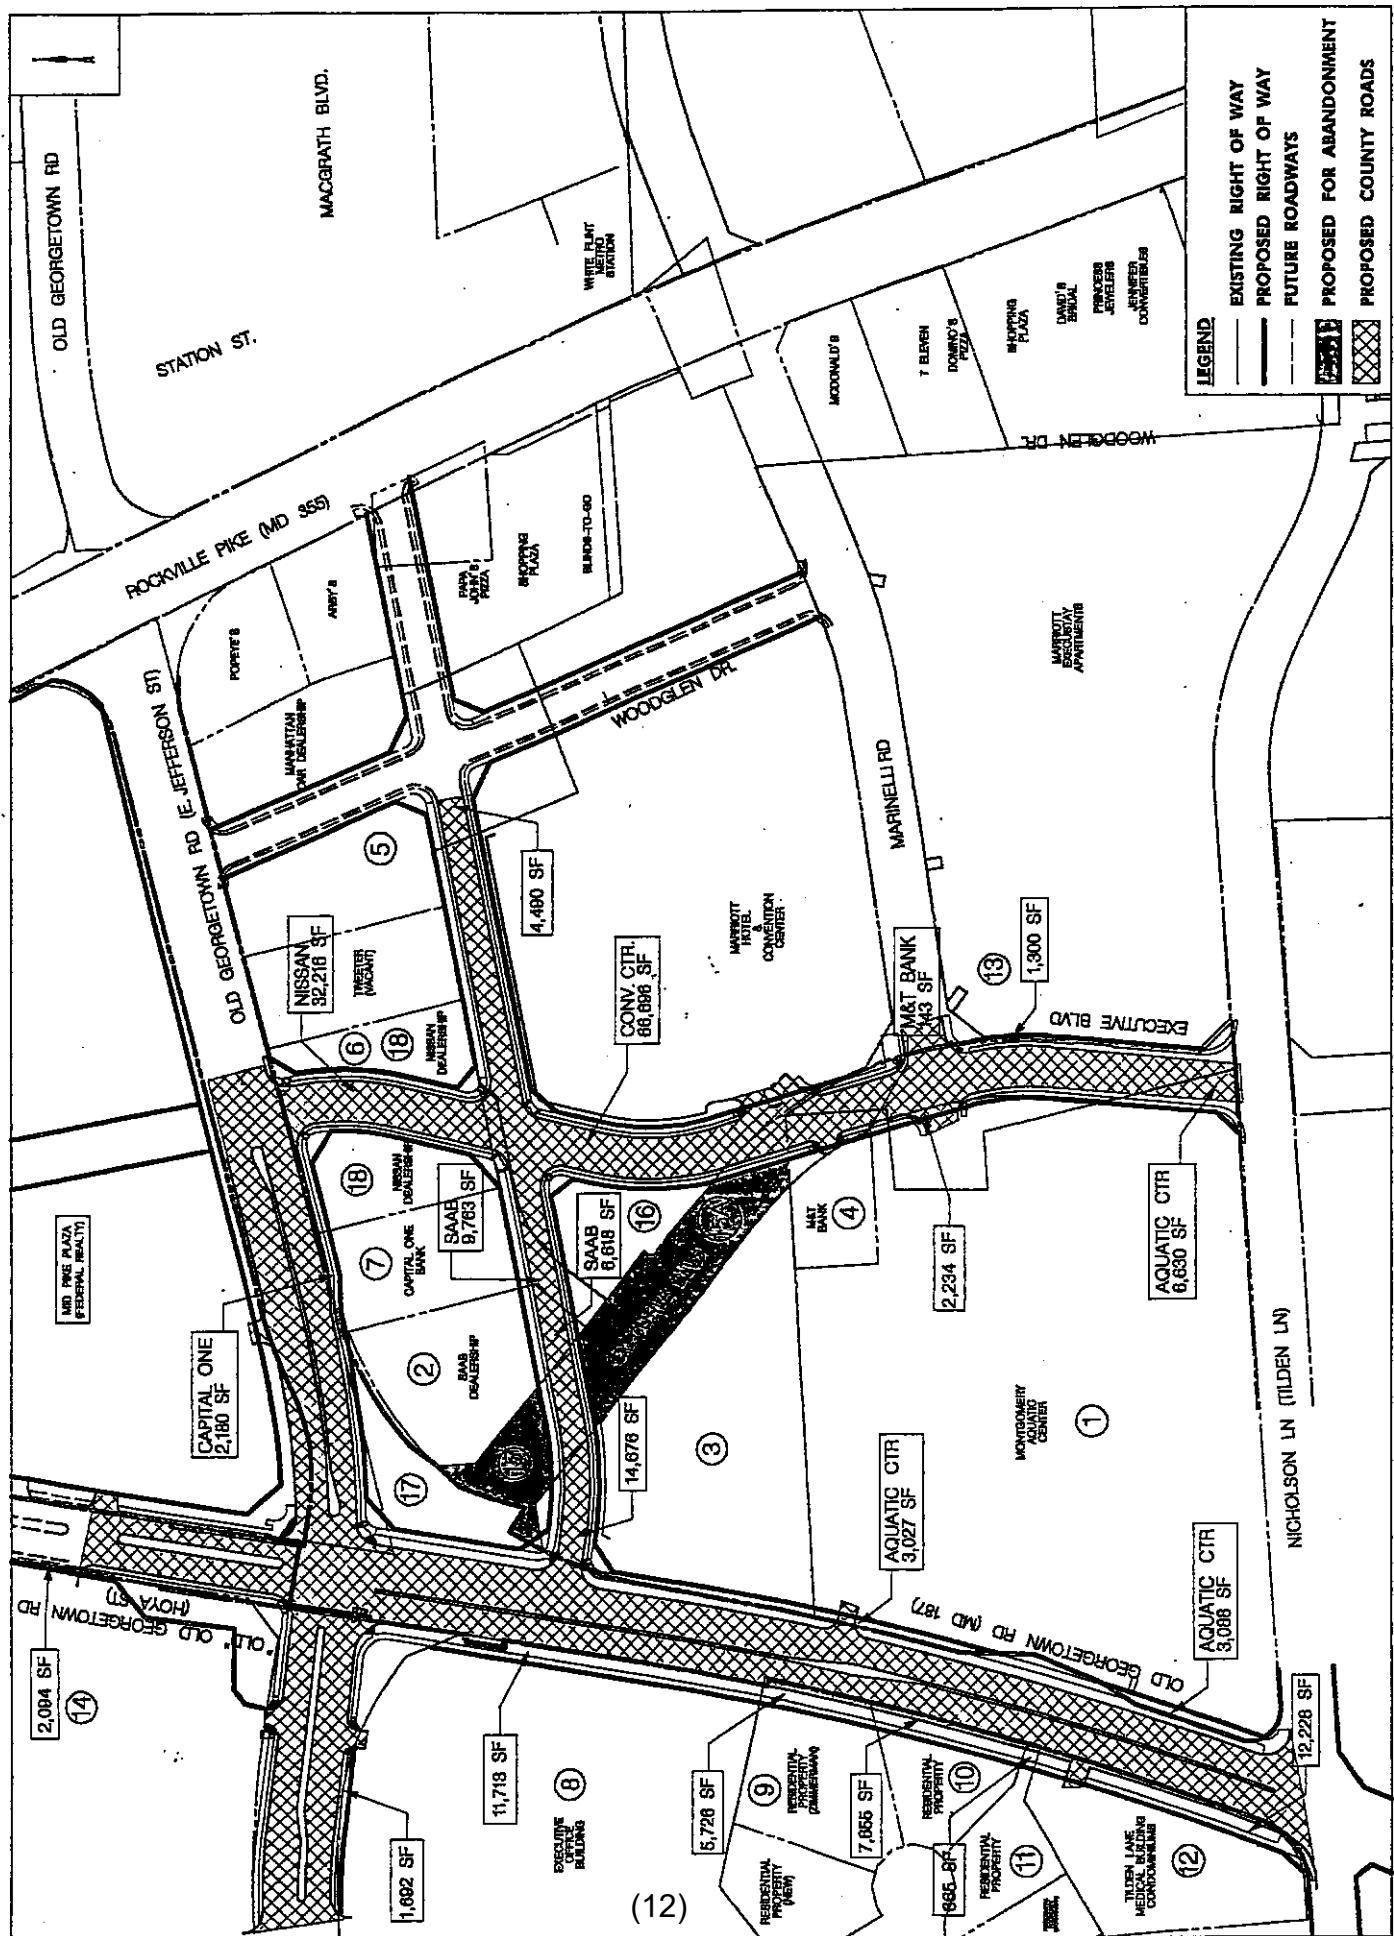 OLD GEORGETOWN RD
MACGRATH BLVD.
STATION ST.
WHITE FLINT
METRO
STATION
ROCKVILLE PIKE (MD 355)
OLD GEORGETOWN RD (E. JEFFERSON ST)
POPEYE'S
ARBY'S
MANHATTAN
CAR DEALERSHIP
PAPA
JOHN'S
PIZZA
SHOPPING
PLAZA
BLINDS-TO-GO
WOODGLEN DR.
MCDONALD'S
7 ELEVEN
DOMINO'S
PIZZA
SHOPPING
PLAZA
DAVID'S
BRIDAL
PRINCESS
JEWELERS
JENNIFER
CONVERTIBLES
WOODGLEN DR.
LEGEND
EXISTING RIGHT OF WAY
PROPOSED RIGHT OF WAY
FUTURE ROADWAYS
PROPOSED FOR ABANDONMENT
PROPOSED COUNTY ROADS
MARINELLI RD
MARRIOTT
EXECUSTAY
APARTMENTS
5
4,490 SF
TWEETER
(VACANT)
NISSAN
32,216 SF
6
18
NISSAN
DEALERSHIP
CONV. CTR.
66,696 SF
MARRIOTT
HOTEL
&
CONVENTION
CENTER
M&T BANK
143 SF
13
1,300 SF
EXECUTIVE BLVD
MID PIKE PLAZA
(FEDERAL REALTY)
18
NISSAN
DEALERSHIP
7
CAPITAL ONE
BANK
SAAB
9,763 SF
SAAB
6,618 SF
16
M&T
BANK
4
2,234 SF
AQUATIC CTR
6,630 SF
CAPITAL ONE
2,180 SF
2
SAAB
DEALERSHIP
17
15
14,676 SF
3
MONTGOMERY
AQUATIC
CENTER
1
NICHOLSON LN (TILDEN LN)
AQUATIC CTR
3,027 SF
AQUATIC CTR
3,088 SF
OLD GEORGETOWN RD (MD 187)
"OLD" OLD GEORGETOWN RD
(HOYA ST)
2,094 SF
14
1,692 SF
11,718 SF
8
EXECUTIVE
OFFICE
BUILDING
5,726 SF
9
RESIDENTIAL
PROPERTY
(ZIMMERMAN)
RESIDENTIAL
PROPERTY
(NEW)
7,655 SF
RESIDENTIAL
PROPERTY
10
665 SF
RESIDENTIAL
PROPERTY
11
TILDEN LANE
MEDICAL BUILDING
CONDOMINIUMS
12
12,228 SF
(12)